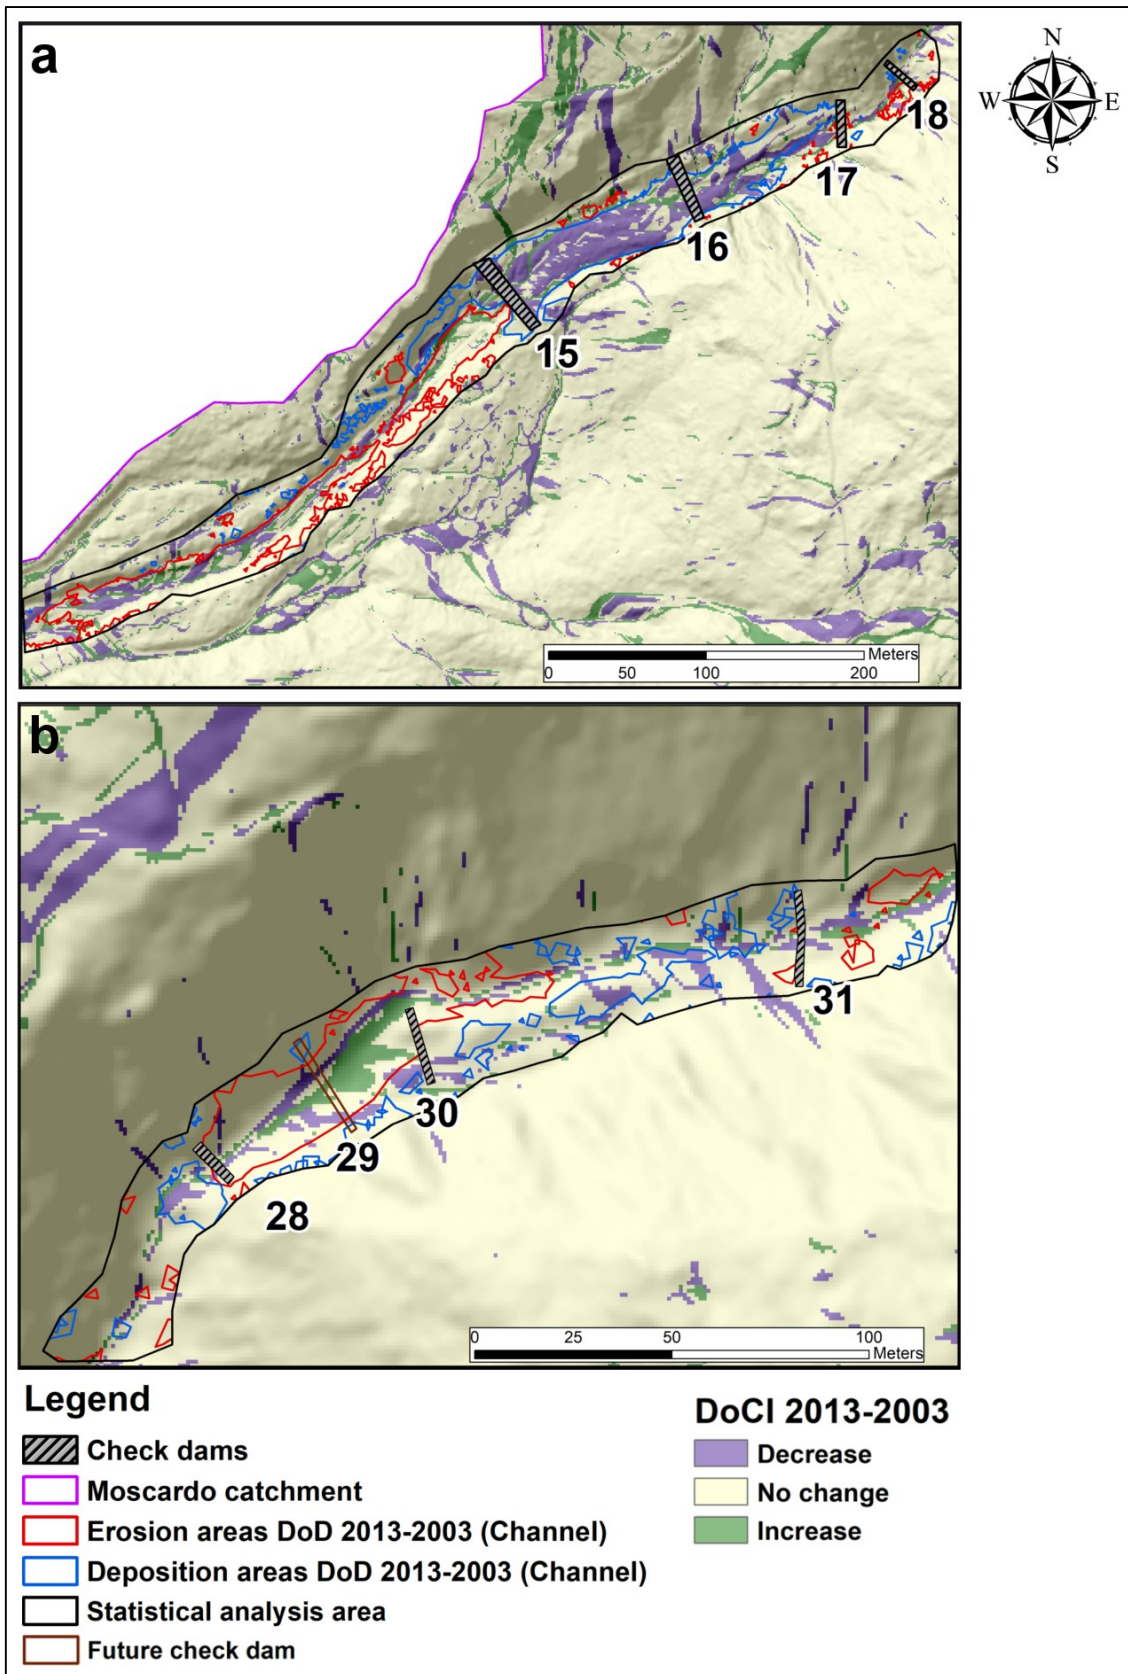 a
N
W E
S
18
17
16
15
Meters
0 50 100 200
b
31
30
29
28
0 25 50 100
Meters
Legend
Check dams
Moscardo catchment
Erosion areas DoD 2013-2003 (Channel)
Deposition areas DoD 2013-2003 (Channel)
Statistical analysis area
Future check dam
DoCI 2013-2003
Decrease
No change
Increase